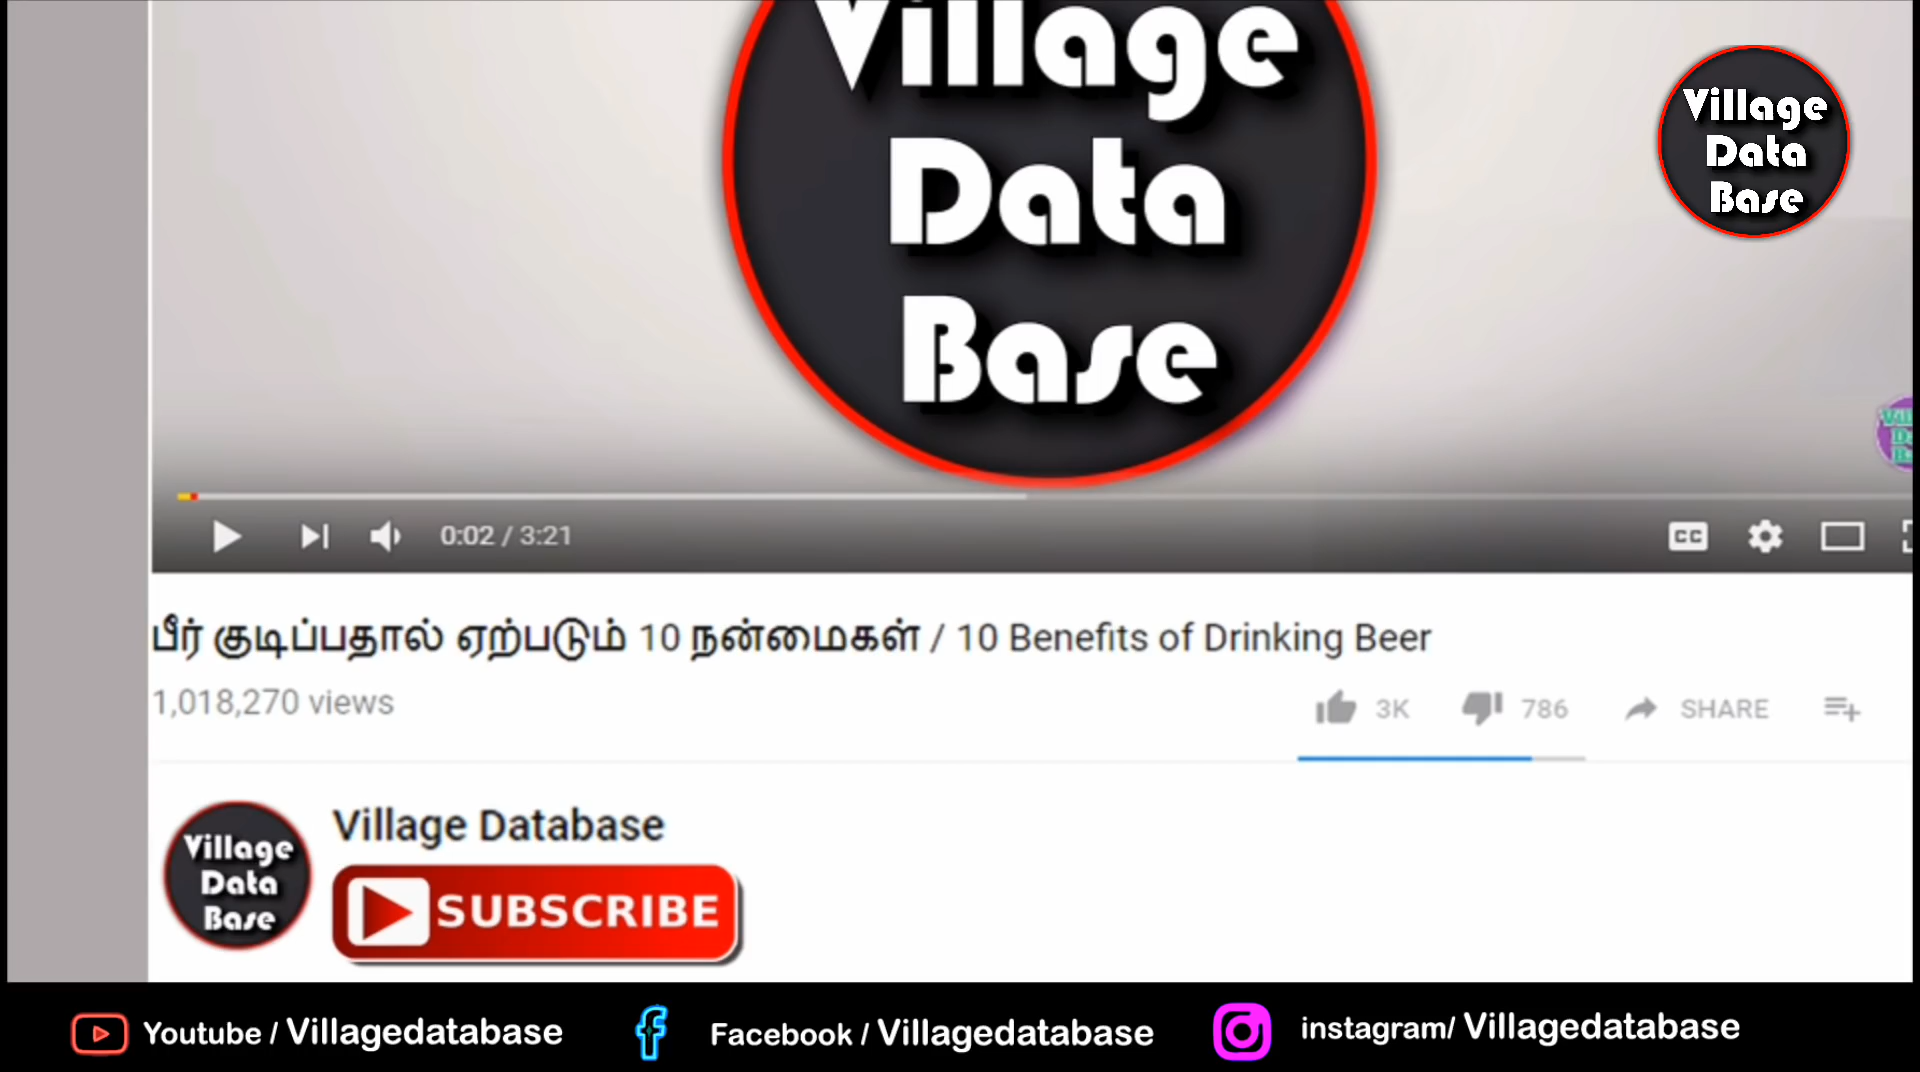 Village
Data
Base
Village
Data
Base
0:02 / 3:21
CC
பீர் குடிப்பதால் ஏற்படும் 10 நன்மைகள் / 10 Benefits of Drinking Beer
1,018,270 views
3K
786
SHARE
Village
Data
Base
Village Database
SUBSCRIBE
Youtube / Villagedatabase
Facebook / Villagedatabase
instagram/ Villagedatabase